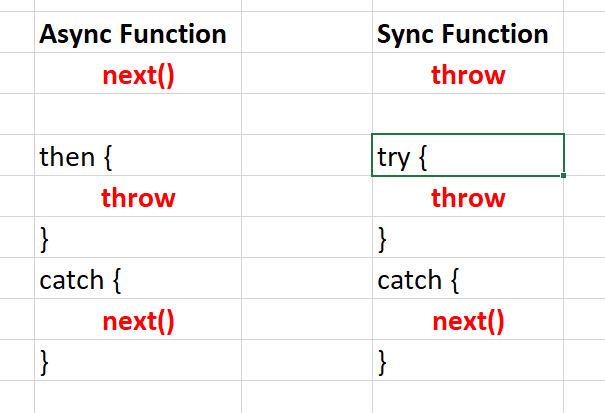 Async Function Sync Function
next() throw
then { try {
throw throw
} }
catch { catch {
next() next()
} }